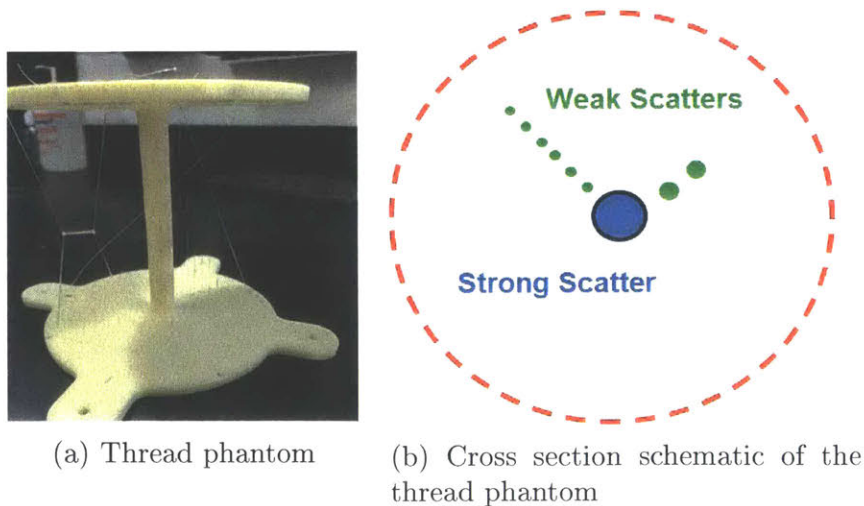 Weak Scatters
Strong Scatter
(a) Thread phantom
(b) Cross section schematic of the
thread phantom